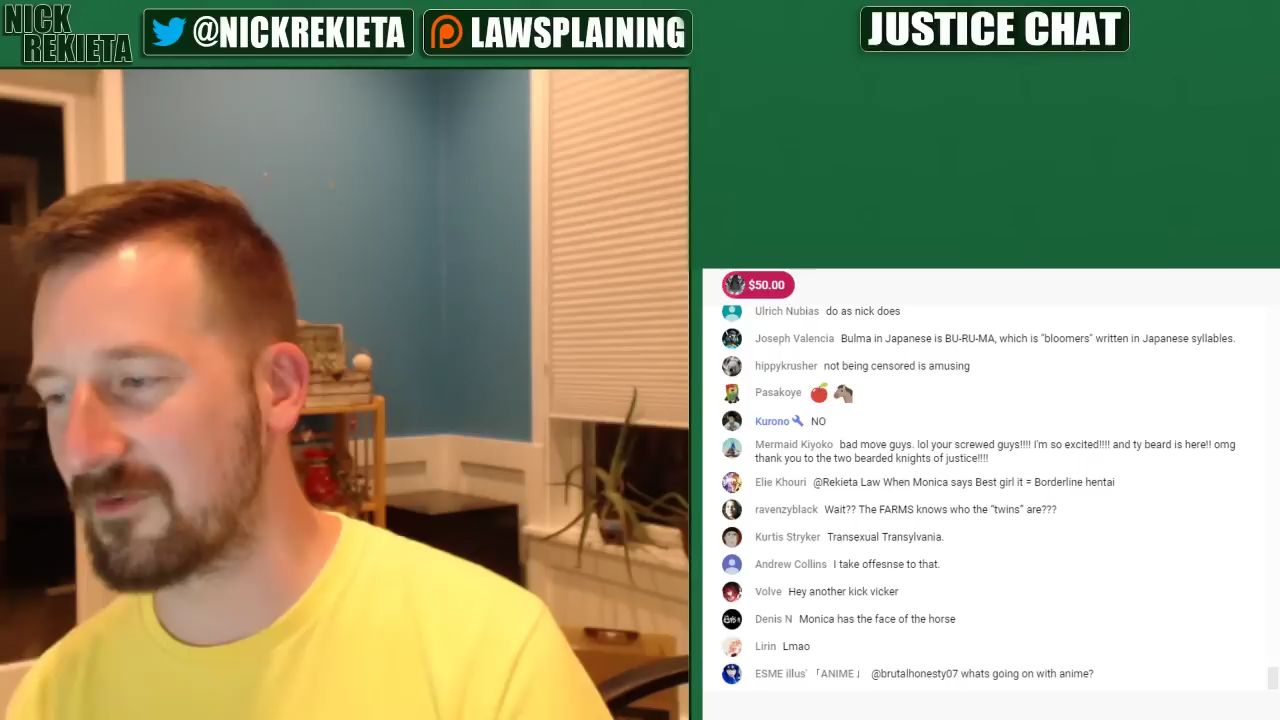 NICK
REKIETA
@NICKREKIETA
LAWSPLAINING
JUSTICE CHAT
$50.00
Ulrich Nubias do as nick does
Joseph Valencia Bulma in Japanese is BU-RU-MA, which is "bloomers" written in Japanese syllables.
hippykrusher not being censored is amusing
Pasakoye
Kurono NO
Mermaid Kiyoko bad move guys. lol your screwed guys!!!! I'm so excited!!!! and ty beard is here!! omg
thank you to the two bearded knights of justice!!!!
Elie Khouri @Rekieta Law When Monica says Best girl it = Borderline hentai
ravenzyblack Wait?? The FARMS knows who the "twins" are???
Kurtis Stryker Transexual Transylvania.
Andrew Collins I take offesnse to that.
Volve Hey another kick vicker
Denis N Monica has the face of the horse
Lirin Lmao
ESME illus' 「ANIME」 @brutalhonesty07 whats going on with anime?